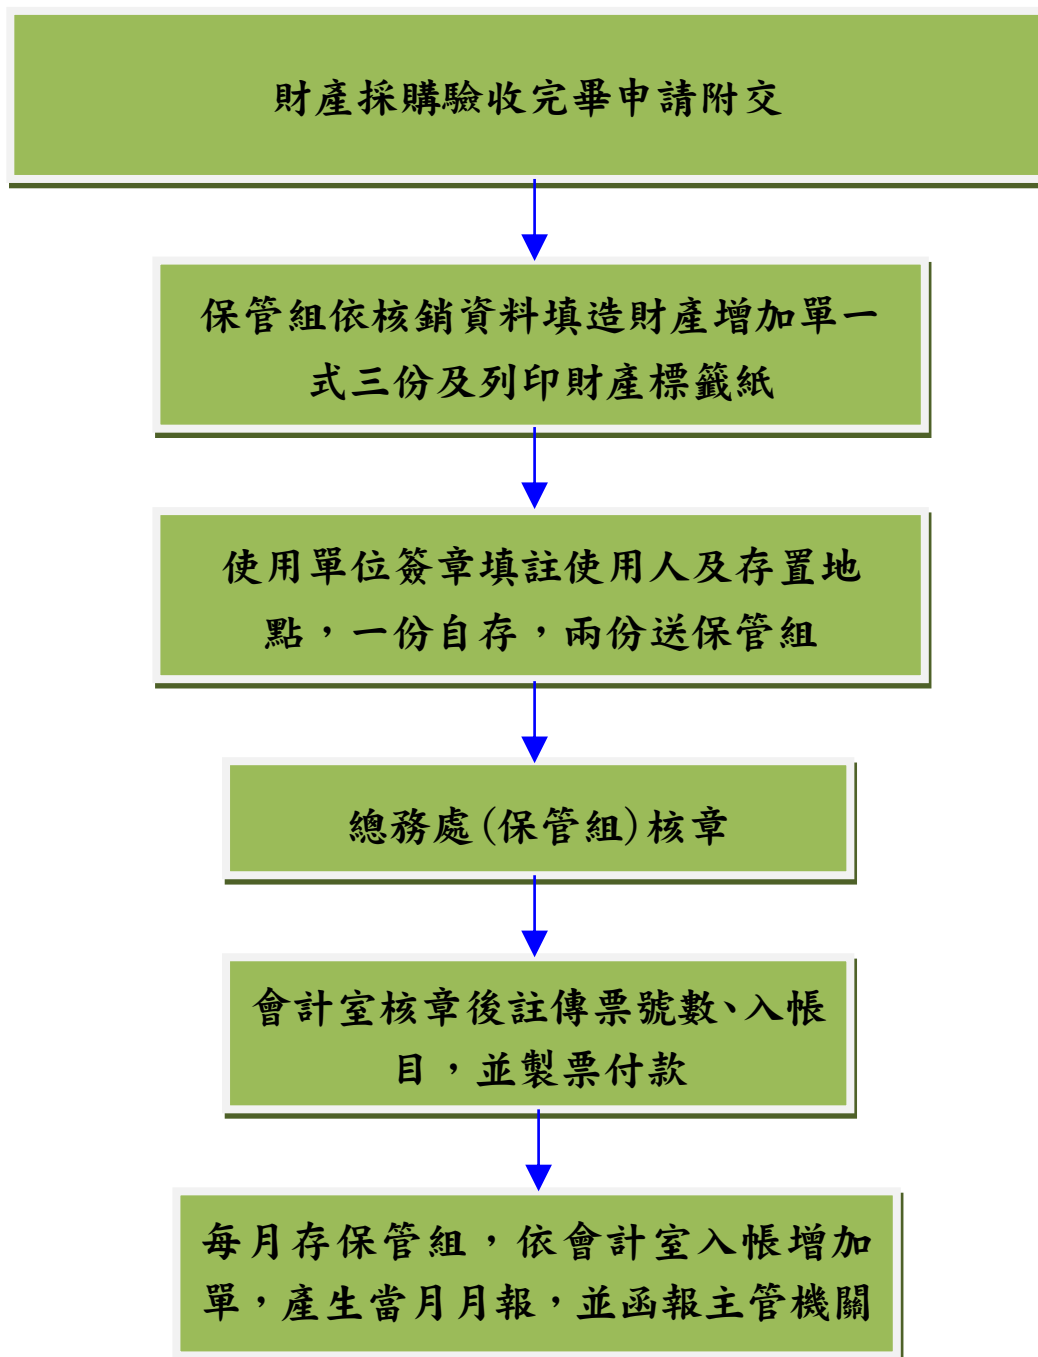 財產採購驗收完畢申請附交
保管組依核銷資料填造財產增加單一
式三份及列印財產標籤紙
使用單位簽章填註使用人及存置地
點，一份自存，兩份送保管組
總務處(保管組)核章
會計室核章後註傳票號數、入帳
目，並製票付款
每月存保管組，依會計室入帳增加
單，產生當月月報，並函報主管機關